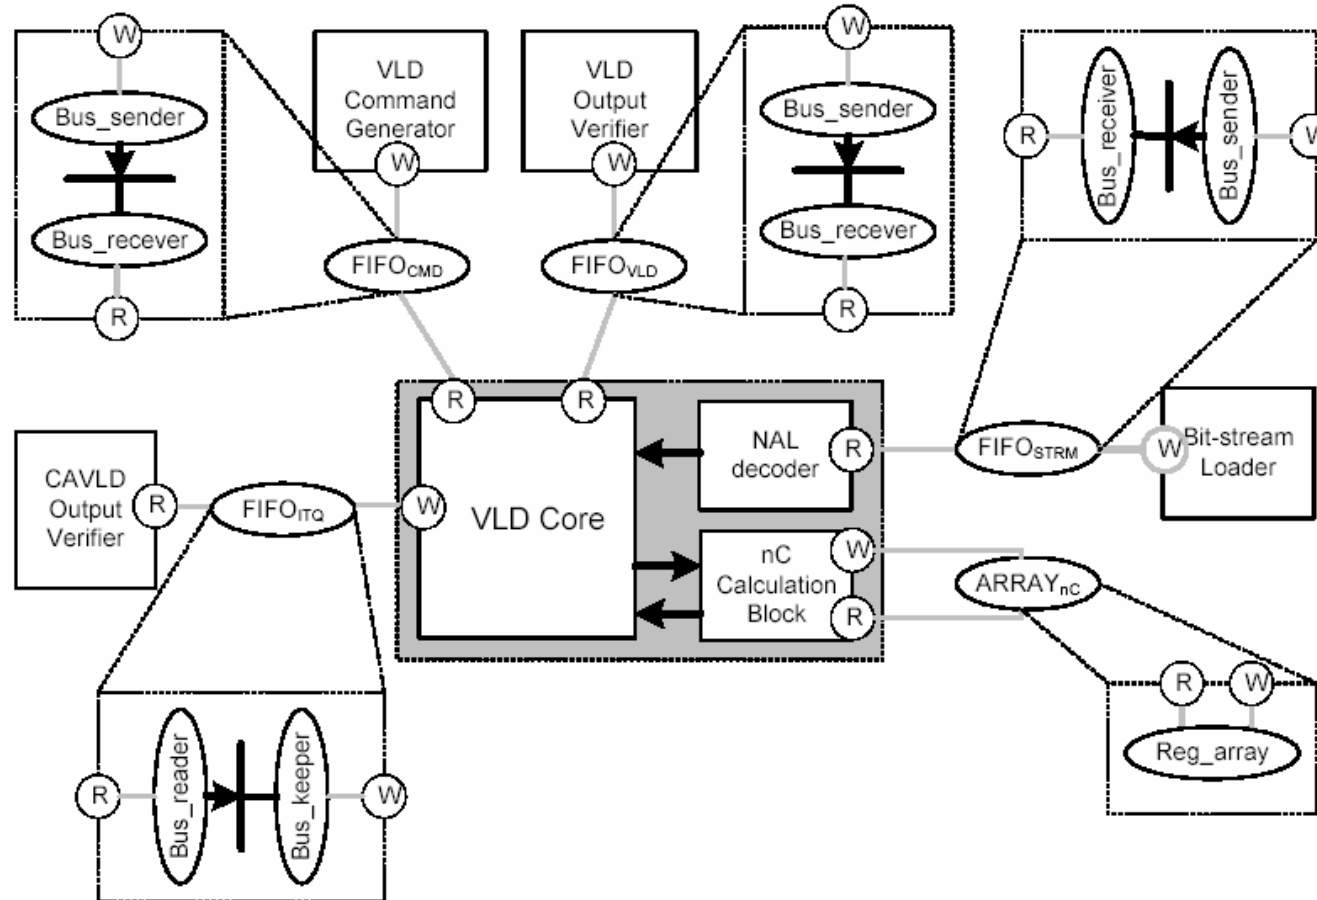 W
VLD
Command
Generator
W
VLD
Output
Verifier
W
W
Bus_sender
Bus_recever
R
FIFOCMD
FIFOVLD
Bus_sender
Bus_recever
R
R
Bus_receiver
Bus_sender
W
R
R
NAL
decoder
R
FIFOSTRM
W
Bit-stream
Loader
CAVLD
Output
Verifier
R
FIFOITQ
W
VLD Core
nC
Calculation
Block
W
R
ARRAYnC
R
W
Reg_array
R
Bus_reader
Bus_keeper
W